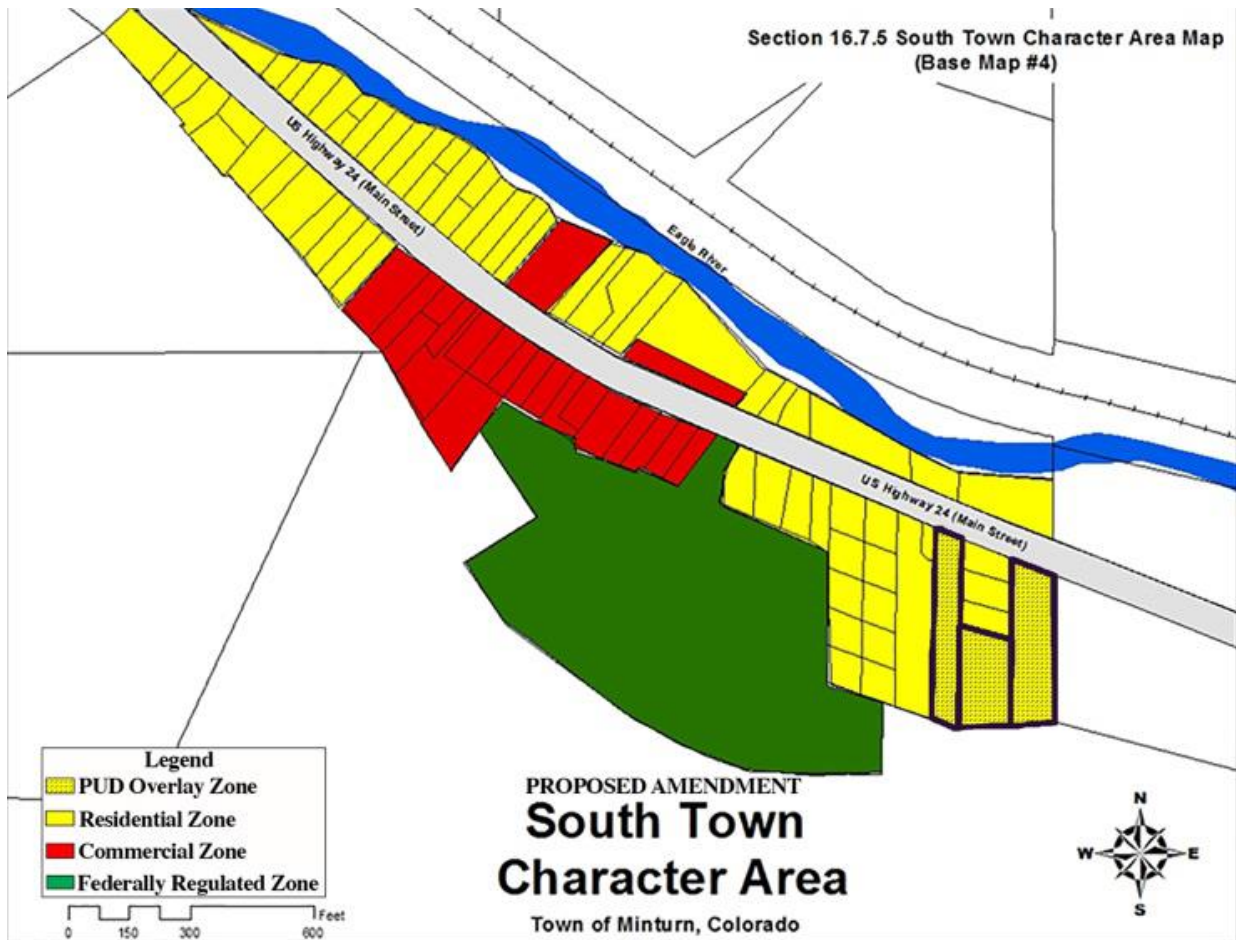 Section 16.7.5 South Town Character Area Map
(Base Map #4)
US Highway 24 (Main Street)
Eagle River
US Highway 24 (Main Street)
Legend
PUD Overlay Zone
Residential Zone
Commercial Zone
Federally Regulated Zone
PROPOSED AMENDMENT
South Town
Character Area
Town of Minturn, Colorado
N
W E
S
Feet
0 150 300 600